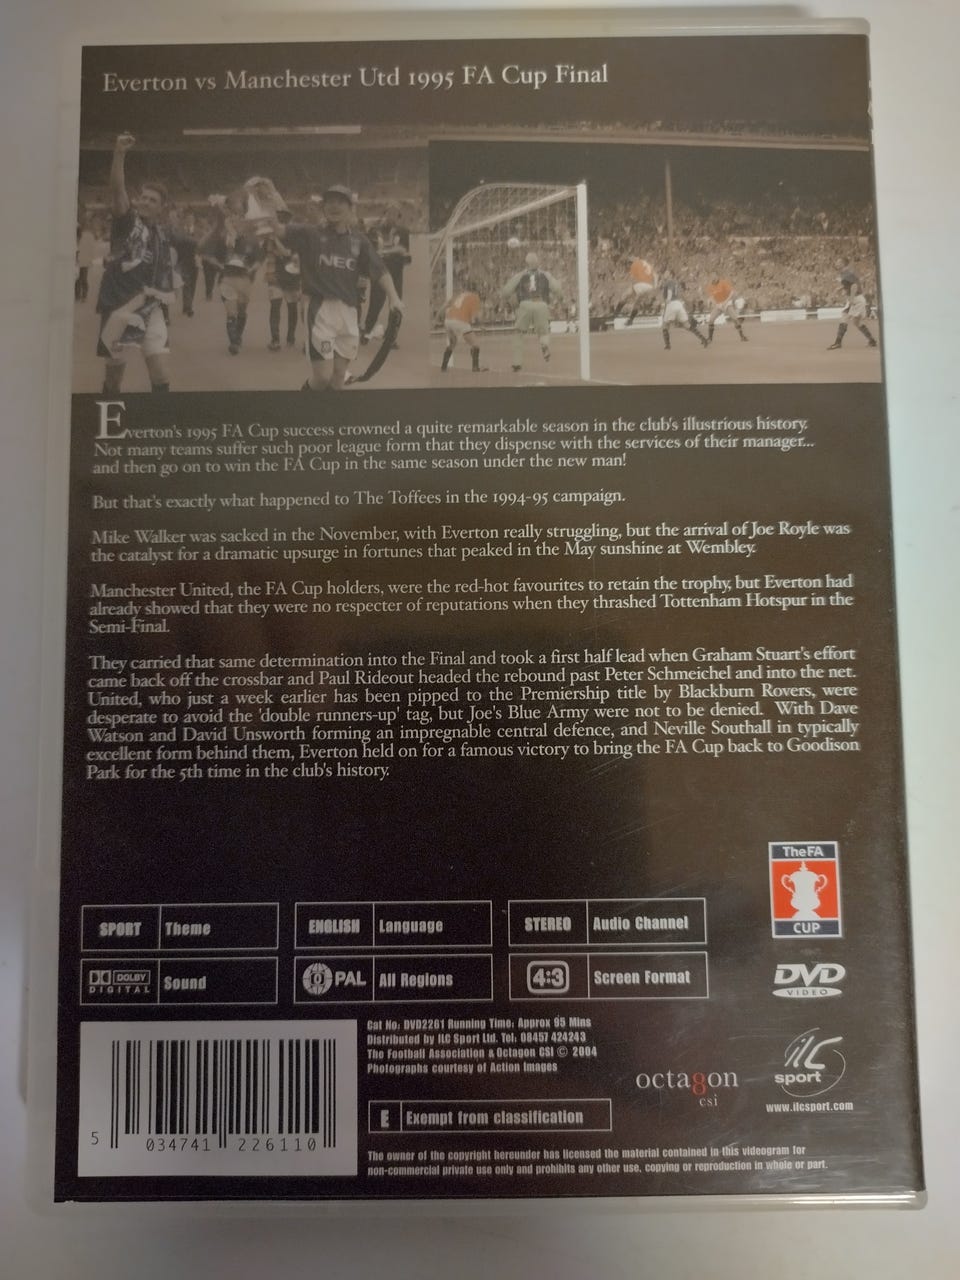 Everton vs Manchester Utd 1995 FA Cup Final
NEC
1
Everton's 1995 FA Cup success crowned a quite remarkable season in the club's illustrious history.
Not many teams suffer such poor league form that they dispense with the services of their manager...
and then go on to win the FA Cup in the same season under the new man!
But that's exactly what happened to The Toffees in the 1994-95 campaign.
Mike Walker was sacked in the November, with Everton really struggling, but the arrival of Joe Royle was
the catalyst for a dramatic upsurge in fortunes that peaked in the May sunshine at Wembley.
Manchester United, the FA Cup holders, were the red-hot favourites to retain the trophy, but Everton had
already showed that they were no respecter of reputations when they thrashed Tottenham Hotspur in the
Semi-Final.
They carried that same determination into the Final and took a first half lead when Graham Stuart's effort
came back off the crossbar and Paul Rideout headed the rebound past Peter Schmeichel and into the net.
United, who just a week earlier has been pipped to the Premiership title by Blackburn Rovers, were
desperate to avoid the 'double runners-up' tag, but Joe's Blue Army were not to be denied. With Dave
Watson and David Unsworth forming an impregnable central defence, and Neville Southall in typically
excellent form behind them, Everton held on for a famous victory to bring the FA Cup back to Goodison
Park for the 5th time in the club's history.
The FA
CUP
SPORT Theme
ENGLISH Language
STEREO Audio Channel
DOLBY DIGITAL Sound
0 PAL All Regions
4:3 Screen Format
DVD
VIDEO
Cat No: DVD2261 Running Time: Approx 95 Mins
Distributed by ILC Sport Ltd. Tel: 08457 424243
The Football Association & Octagon CSI © 2004
Photographs courtesy of Action Images
octagon
csi
ilc
sport
www.ilcsport.com
E Exempt from classification
5 034741 226110
The owner of the copyright hereunder has licensed the material contained in this videogram for
non-commercial private use only and prohibits any other use, copying or reproduction in whole or part.